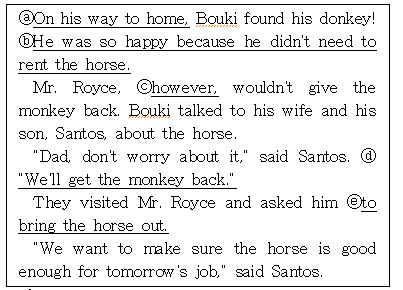 ⓐOn his way to home, Bouki found his donkey!
ⓑHe was so happy because he didn't need to
rent the horse.
Mr. Royce, ⓒhowever, wouldn't give the
monkey back. Bouki talked to his wife and his
son, Santos, about the horse.
"Dad, don't worry about it," said Santos. ⓓ
"We'll get the monkey back."
They visited Mr. Royce and asked him ⓔto
bring the horse out.
"We want to make sure the horse is good
enough for tomorrow's job," said Santos.